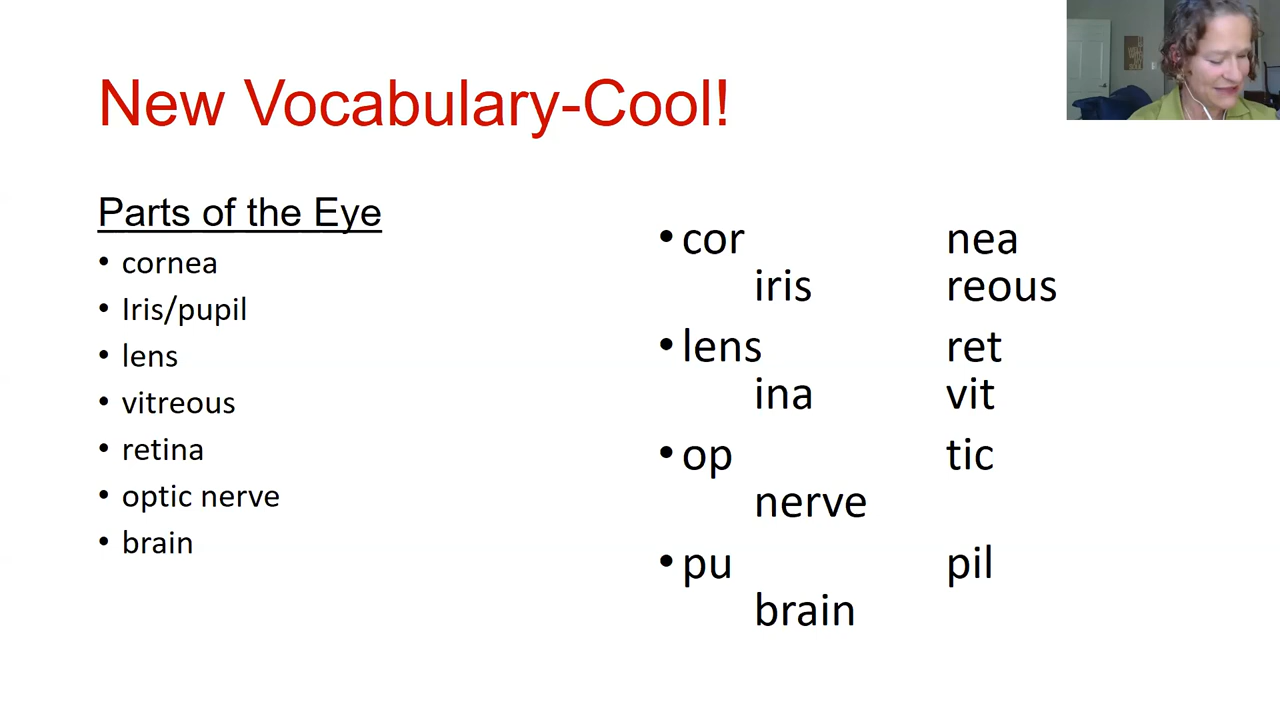 New Vocabulary-Cool!
Parts of the Eye
• cornea
• Iris/pupil
• lens
• vitreous
• retina
• optic nerve
• brain
• cor nea
iris reous
• lens ret
ina vit
• op tic
nerve
• pu pil
brain